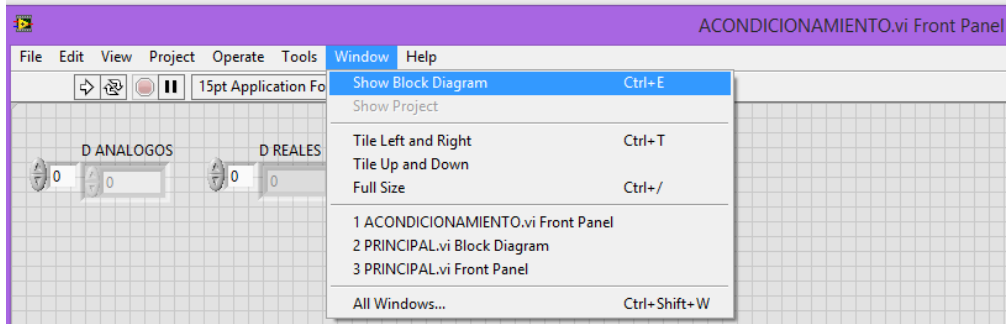 ACONDICIONAMIENTO.vi Front Panel
File Edit View Project Operate Tools Window Help
15pt Application Fo
Show Block Diagram Ctrl+E
Show Project
Tile Left and Right Ctrl+T
Tile Up and Down
Full Size Ctrl+/
1 ACONDICIONAMIENTO.vi Front Panel
2 PRINCIPAL.vi Block Diagram
3 PRINCIPAL.vi Front Panel
All Windows... Ctrl+Shift+W
D ANALOGOS D REALES
0 0 0 0